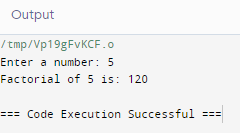 Output
/tmp/Vp19gFvKCF.o
Enter a number: 5
Factorial of 5 is: 120
=== Code Execution Successful ===